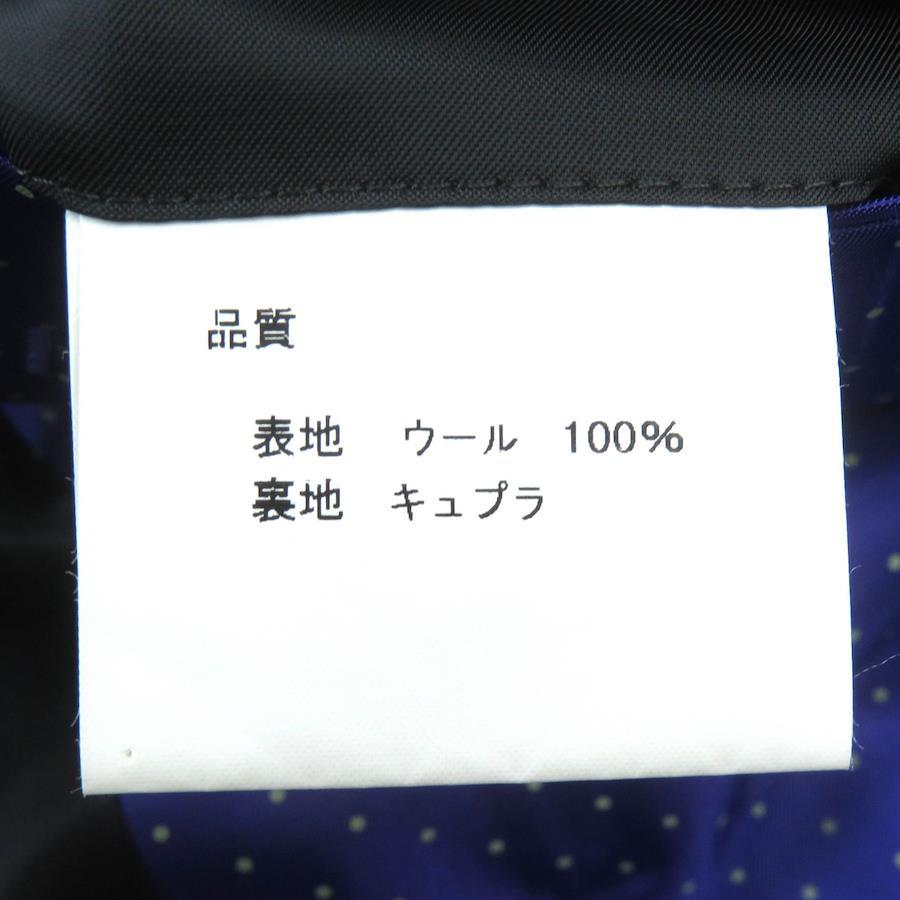 品質
表地 ウール 100%
裏地 キュプラ